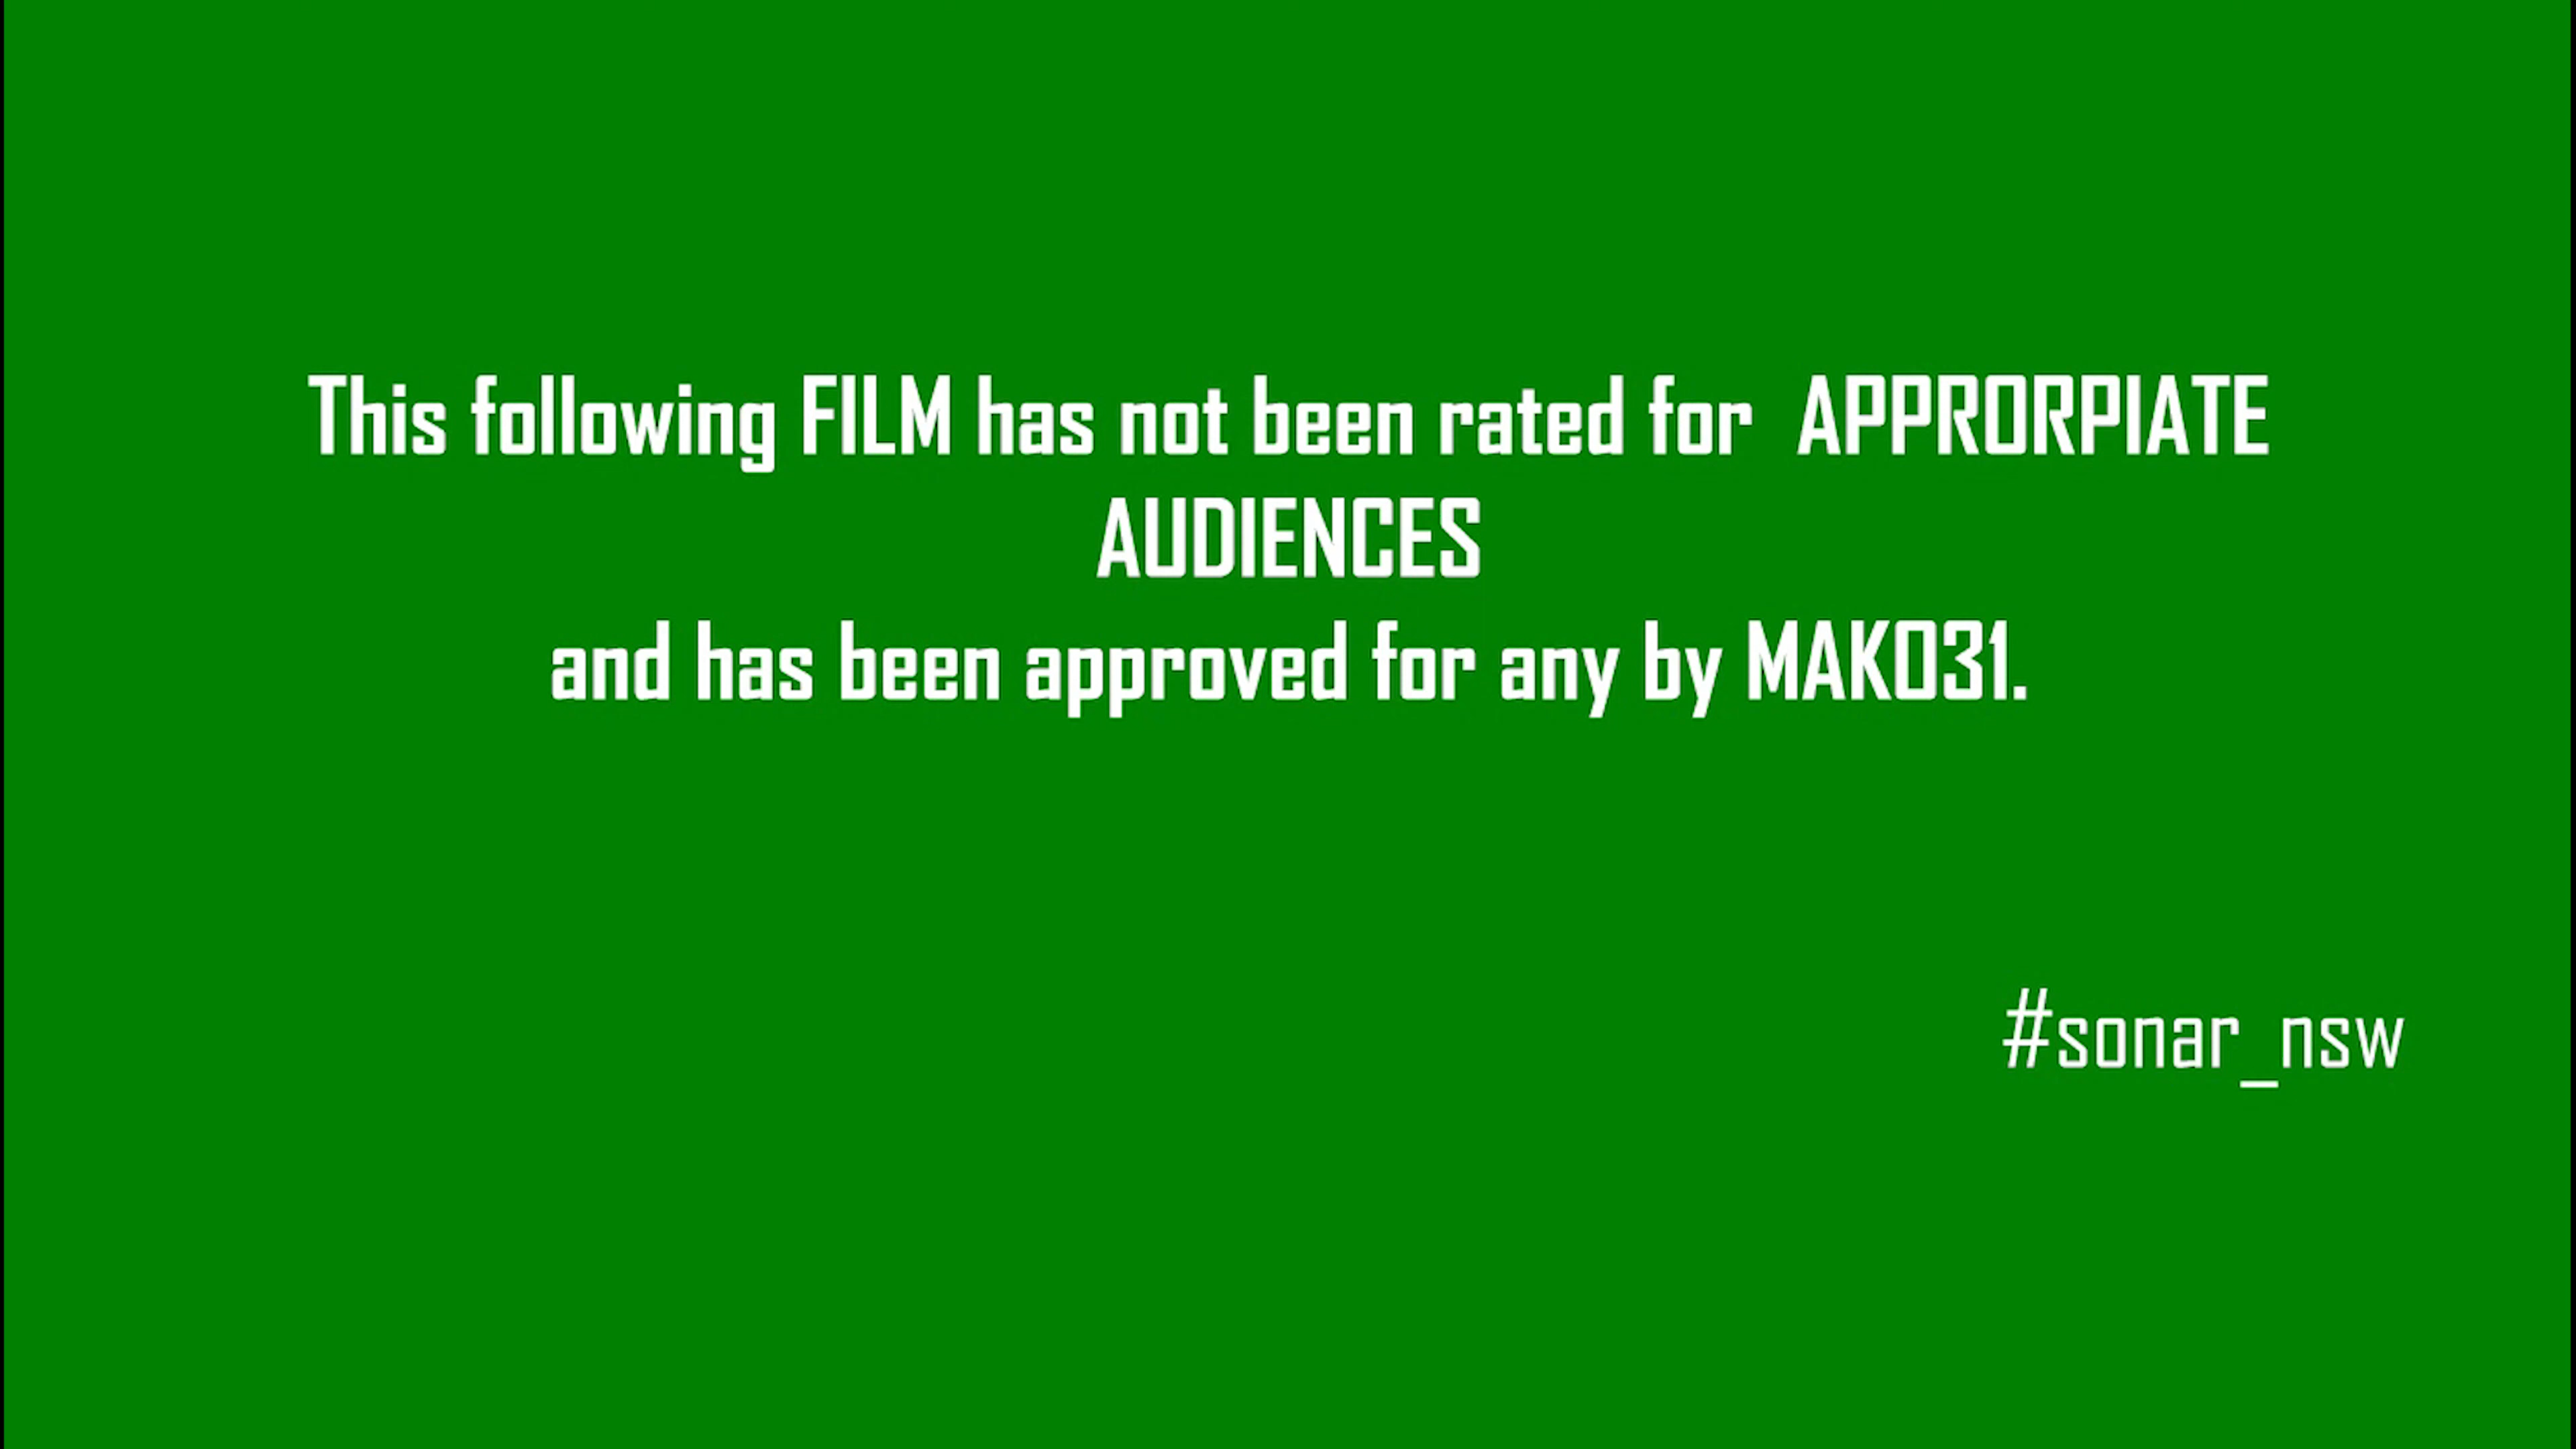 This following FILM has not been rated for  APPRORPIATE
AUDIENCES
and has been approved for any by MAKO31.
#sonar_nsw